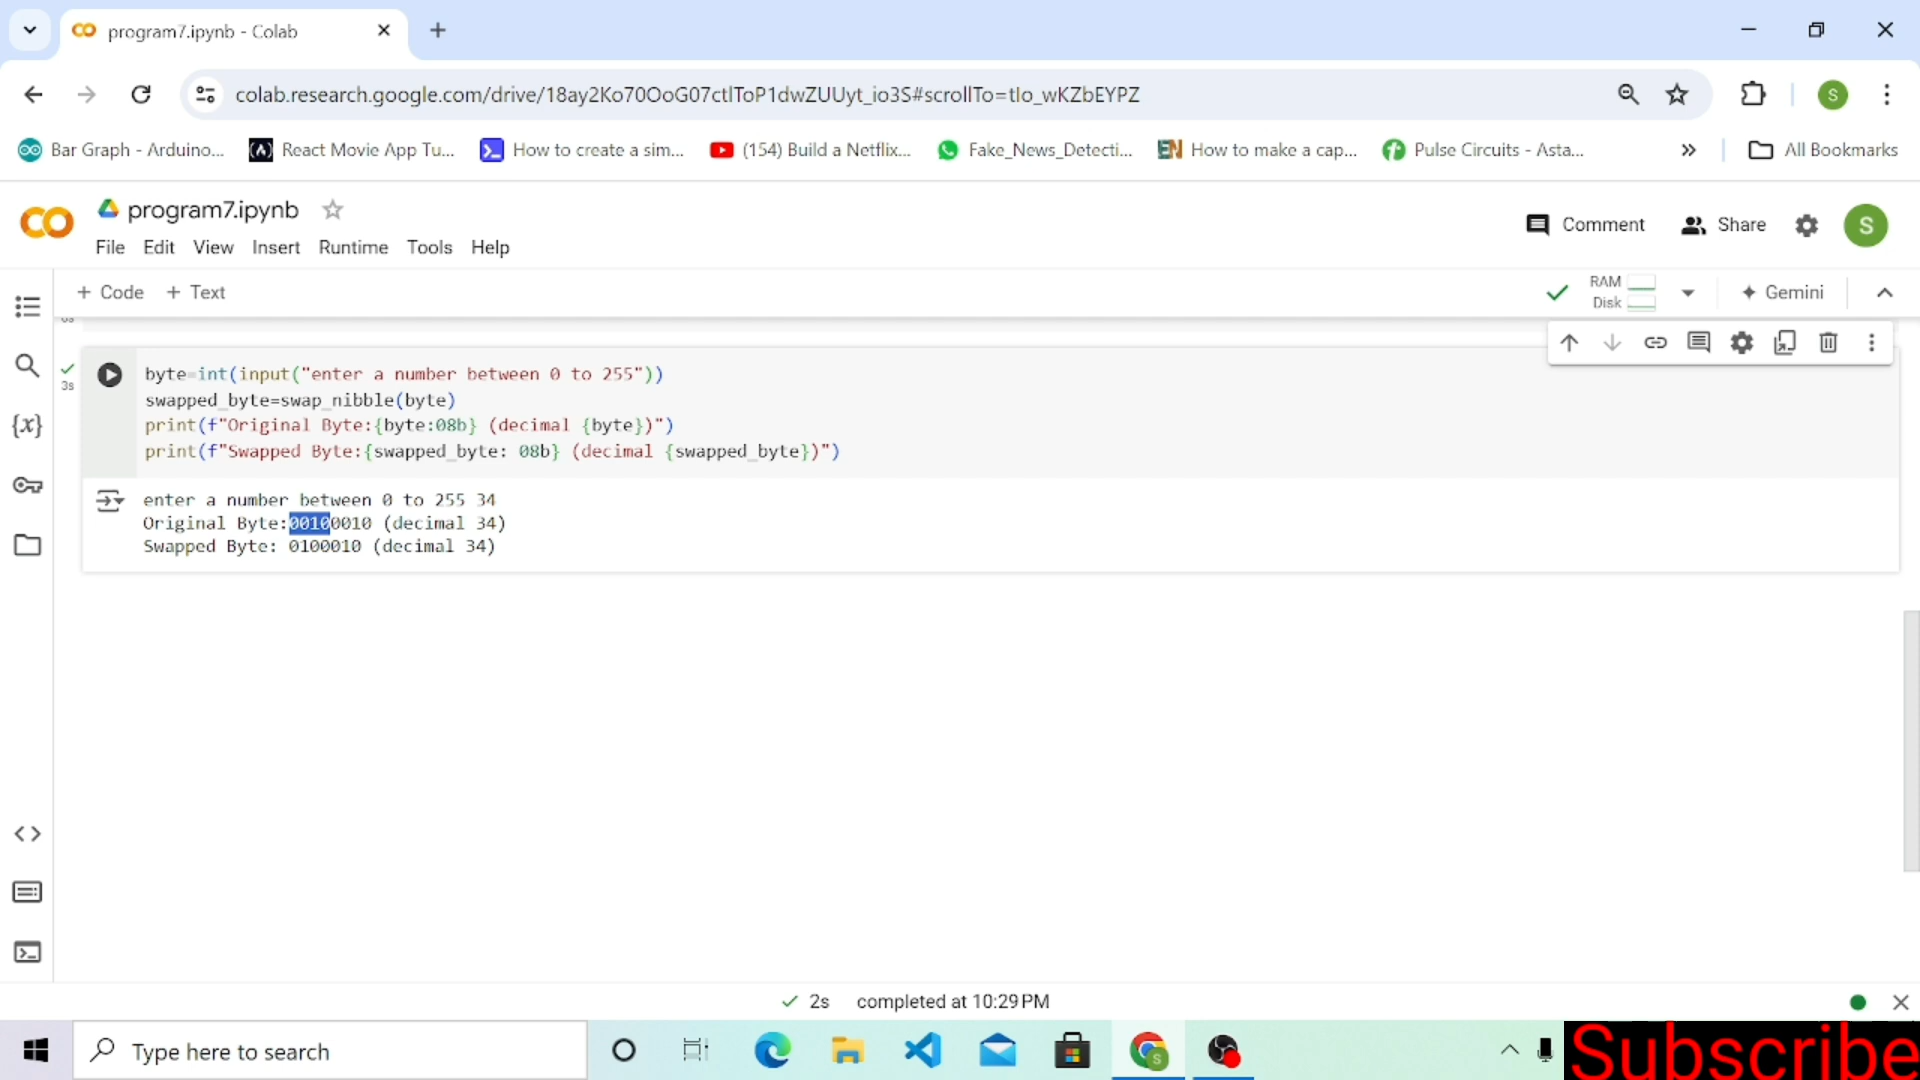 program7.ipynb - Colab
colab.research.google.com/drive/18ay2Ko70OoG07ctlToP1dwZUUyt_io3S#scrollTo=tIo_wKZbEYPZ
S
Bar Graph - Arduino...
React Movie App Tu...
How to create a sim...
(154) Build a Netflix...
Fake_News_Detecti...
How to make a cap...
Pulse Circuits - Asta...
All Bookmarks
program7.ipynb
File Edit View Insert Runtime Tools Help
Comment
Share
S
+ Code + Text
RAM
Disk
Gemini
0s
3s
byte=int(input("enter a number between 0 to 255"))
swapped_byte=swap_nibble(byte)
print(f"Original Byte:{byte:08b} (decimal {byte})")
print(f"Swapped Byte:{swapped_byte: 08b} (decimal {swapped_byte})")
enter a number between 0 to 255 34
Original Byte:00100010 (decimal 34)
Swapped Byte: 0100010 (decimal 34)
2s completed at 10:29 PM
Type here to search
S
Subscribe